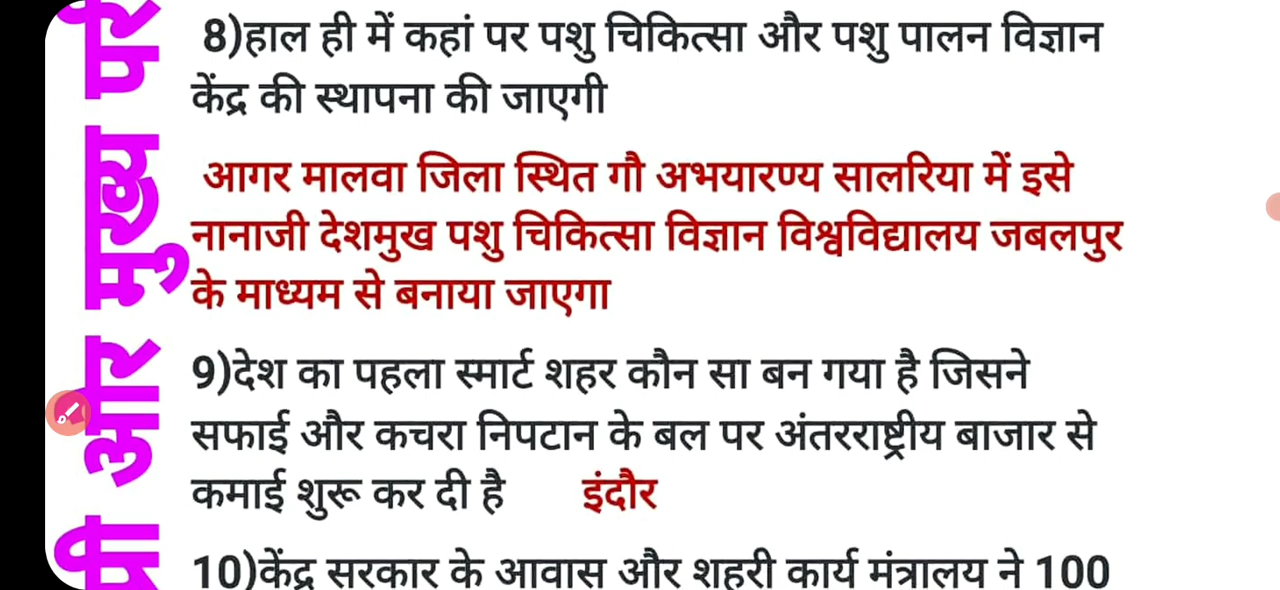 8)हाल ही में कहां पर पशु चिकित्सा और पशु पालन विज्ञान
केंद्र की स्थापना की जाएगी
आगर मालवा जिला स्थित गौ अभयारण्य सालरिया में इसे
नानाजी देशमुख पशु चिकित्सा विज्ञान विश्वविद्यालय जबलपुर
के माध्यम से बनाया जाएगा
9)देश का पहला स्मार्ट शहर कौन सा बन गया है जिसने
सफाई और कचरा निपटान के बल पर अंतरराष्ट्रीय बाजार से
कमाई शुरू कर दी है इंदौर
10)केंद्र सरकार के आवास और शहरी कार्य मंत्रालय ने 100
और मुख्य